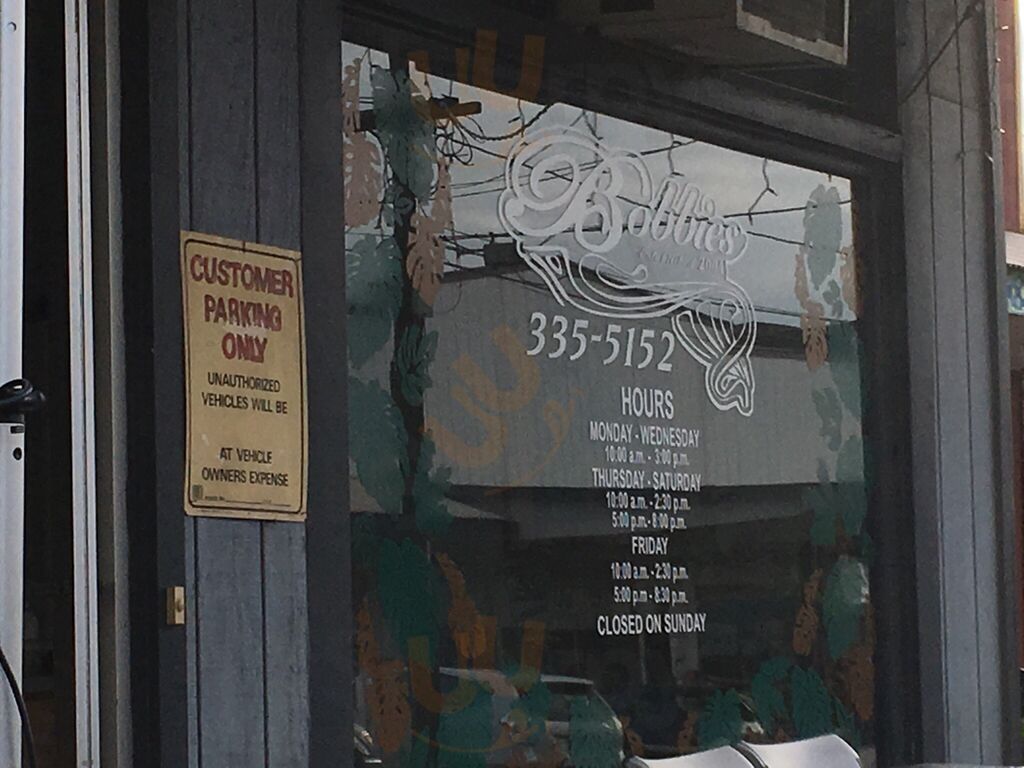 CUSTOMER
PARKING
ONLY
UNAUTHORIZED
VEHICLES WILL BE
AT VEHICLE
OWNERS EXPENSE
Bobbies
335-5152
HOURS
MONDAY - WEDNESDAY
10:00 a.m. - 3:00 p.m.
THURSDAY - SATURDAY
10:00 a.m. - 2:30 p.m.
5:00 p.m. - 8:00 p.m.
FRIDAY
10:00 a.m. - 2:30 p.m.
5:00 p.m - 8:30 p.m.
CLOSED ON SUNDAY